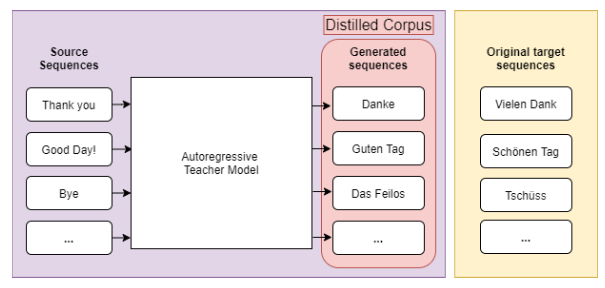 Distilled Corpus
Source
Sequences
Generated
sequences
Original target
sequences
Thank you
Danke
Vielen Dank
Good Day!
Autoregressive
Teacher Model
Guten Tag
Schönen Tag
Bye
Das Feilos
Tschüss
...
...
...